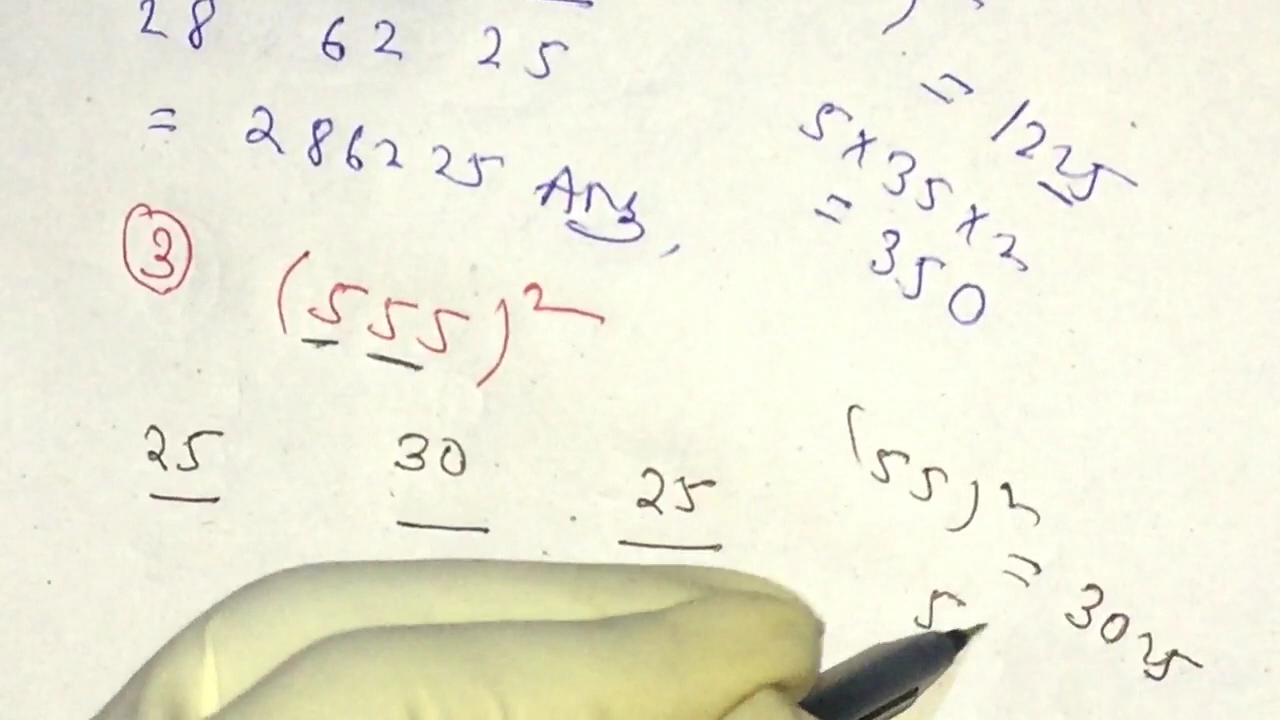 28 62 25
= 286225 Ans,
= 1225
5 × 35 × 2
= 350
③ (555)²
25 30 25
(55)²
= 3025
5